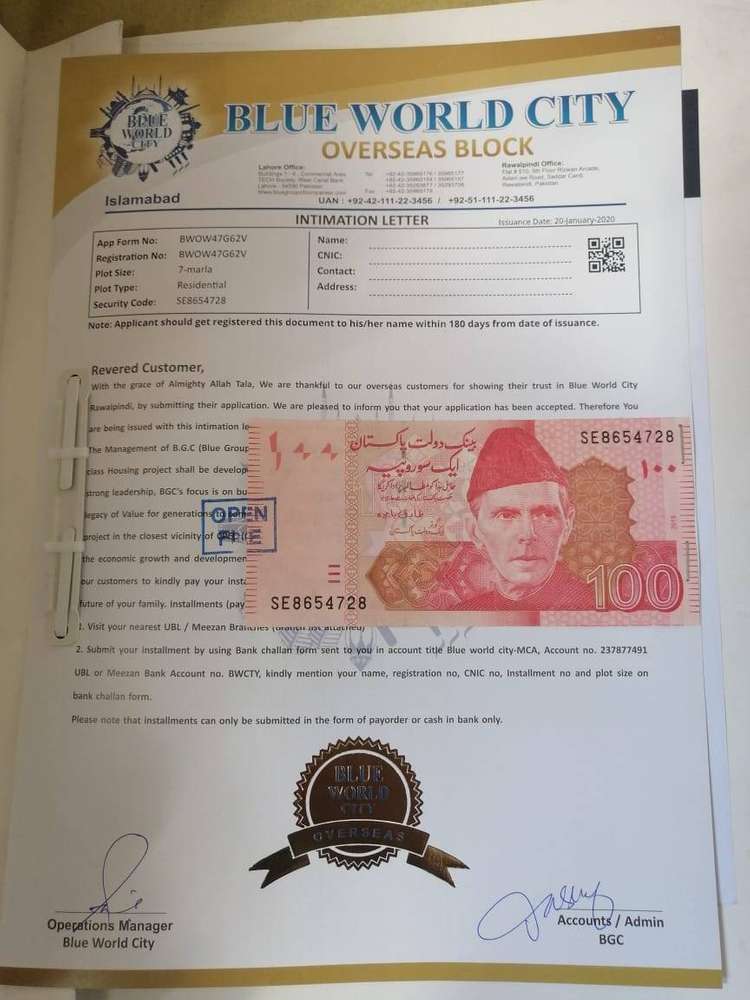 BLUE
WORLD
CITY
BLUE WORLD CITY
OVERSEAS BLOCK
Islamabad
Lahore Office:
Rawalpindi Office:
UAN : +92-42-111-22-3456 / +92-51-111-22-3456
INTIMATION LETTER
Issuance Date: 20-January-2020
App Form No: BWOW47G62V
Registration No: BWOW47G62V
Plot Size: 7-marla
Plot Type: Residential
Security Code: SE8654728
Name:
CNIC:
Contact:
Address:
Note: Applicant should get registered this document to his/her name within 180 days from date of issuance.
Revered Customer,
With the grace of Almighty Allah Tala, We are thankful to our overseas customers for showing their trust in Blue World City
Rawalpindi, by submitting their application. We are pleased to inform you that your application has been accepted. Therefore You
are being issued with this intimation le
The Management of B.G.C (Blue Group
class Housing project shall be develop
strong leadership, BGC's focus is on bu
legacy of Value for generations
project in the closest vicinity of
the economic growth and developmen
our customers to kindly pay your insta
future of your family. Installments (pay
OPEN
FILE
بینک دولت پاکستان
ایک سو روپیہ
۱۰۰
SE8654728
۱۰۰
SE8654728
100
1. Visit your nearest UBL / Meezan Branches (Branch list attached)
2. Submit your installment by using Bank challan form sent to you in account title Blue world city-MCA, Account no. 237877491
UBL or Meezan Bank Account no. BWCTY, kindly mention your name, registration no, CNIC no, Installment no and plot size on
bank challan form.
Please note that installments can only be submitted in the form of payorder or cash in bank only.
BLUE
WORLD
CITY
OVERSEAS
Operations Manager
Blue World City
Accounts / Admin
BGC